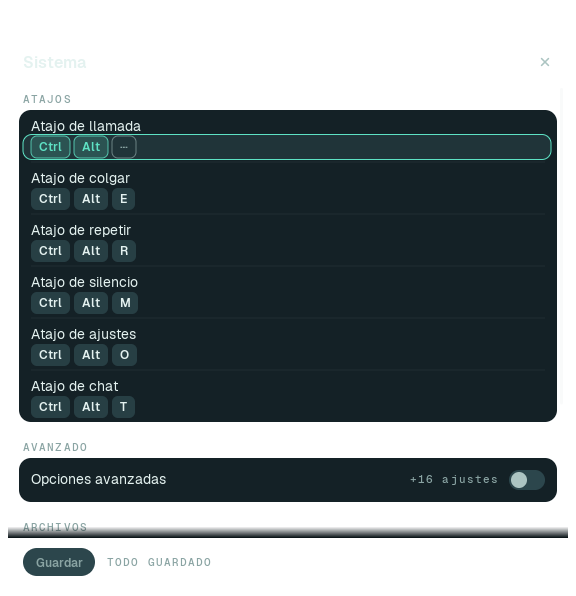 Sistema ×
ATAJOS
Atajo de llamada
Ctrl Alt ···
Atajo de colgar
Ctrl Alt E
Atajo de repetir
Ctrl Alt R
Atajo de silencio
Ctrl Alt M
Atajo de ajustes
Ctrl Alt O
Atajo de chat
Ctrl Alt T
AVANZADO
Opciones avanzadas +16 ajustes
ARCHIVOS
Guardar TODO GUARDADO